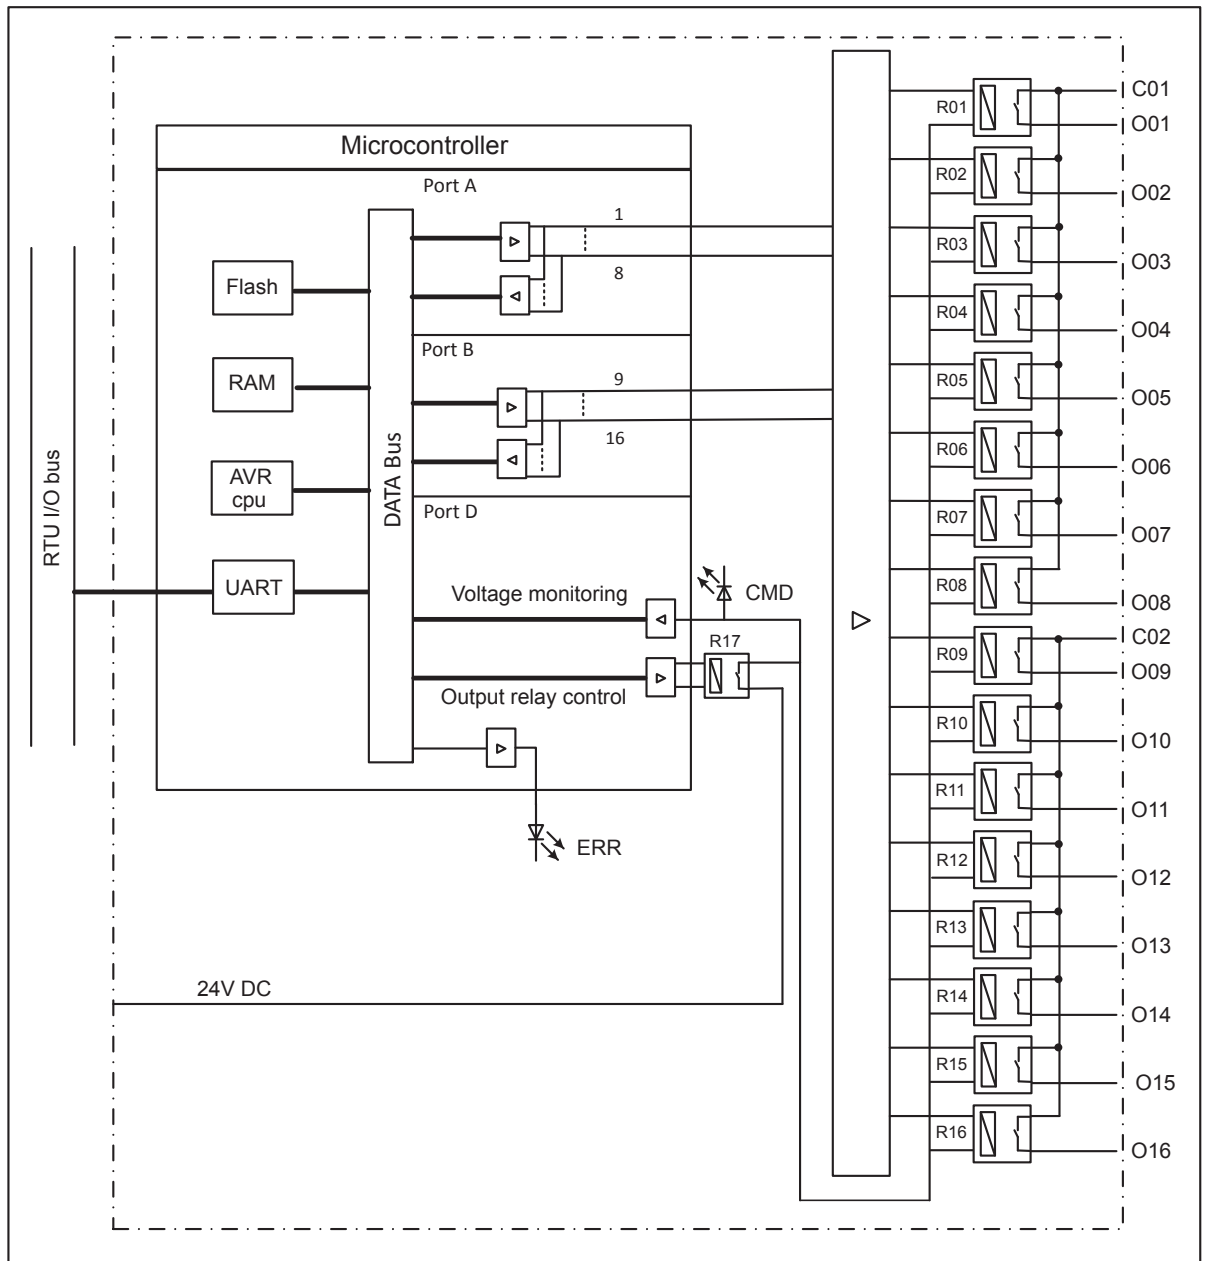 Microcontroller
Port A
1
8
Flash
Port B
RAM
9
16
AVR
cpu
DATA Bus
Port D
RTU I/O bus
UART
Voltage monitoring
CMD
R17
Output relay control
ERR
24V DC
R01
C01
O01
R02
O02
R03
O03
R04
O04
R05
O05
R06
O06
R07
O07
R08
O08
C02
R09
O09
R10
O10
R11
O11
R12
O12
R13
O13
R14
O14
R15
O15
R16
O16